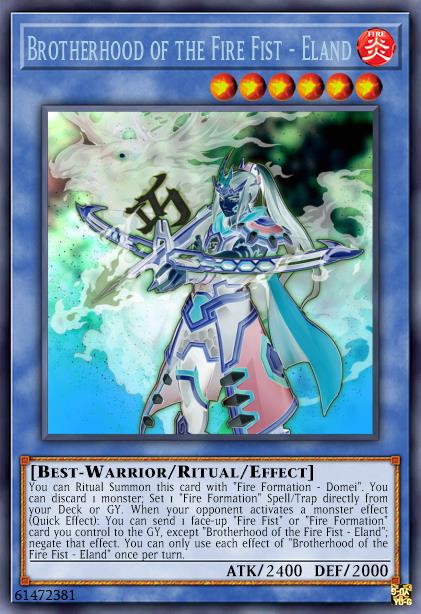 Brotherhood of the Fire Fist - Eland
FIRE
炎
[Best-Warrior/Ritual/Effect]
You can Ritual Summon this card with "Fire Formation - Domei". You
can discard 1 monster; Set 1 "Fire Formation" Spell/Trap directly from
your Deck or GY. When your opponent activates a monster effect
(Quick Effect): You can send 1 face-up "Fire Fist" or "Fire Formation"
card you control to the GY, except "Brotherhood of the Fire Fist - Eland";
negate that effect. You can only use each effect of "Brotherhood of the
Fire Fist - Eland" once per turn.
ATK/2400 DEF/2000
61472381